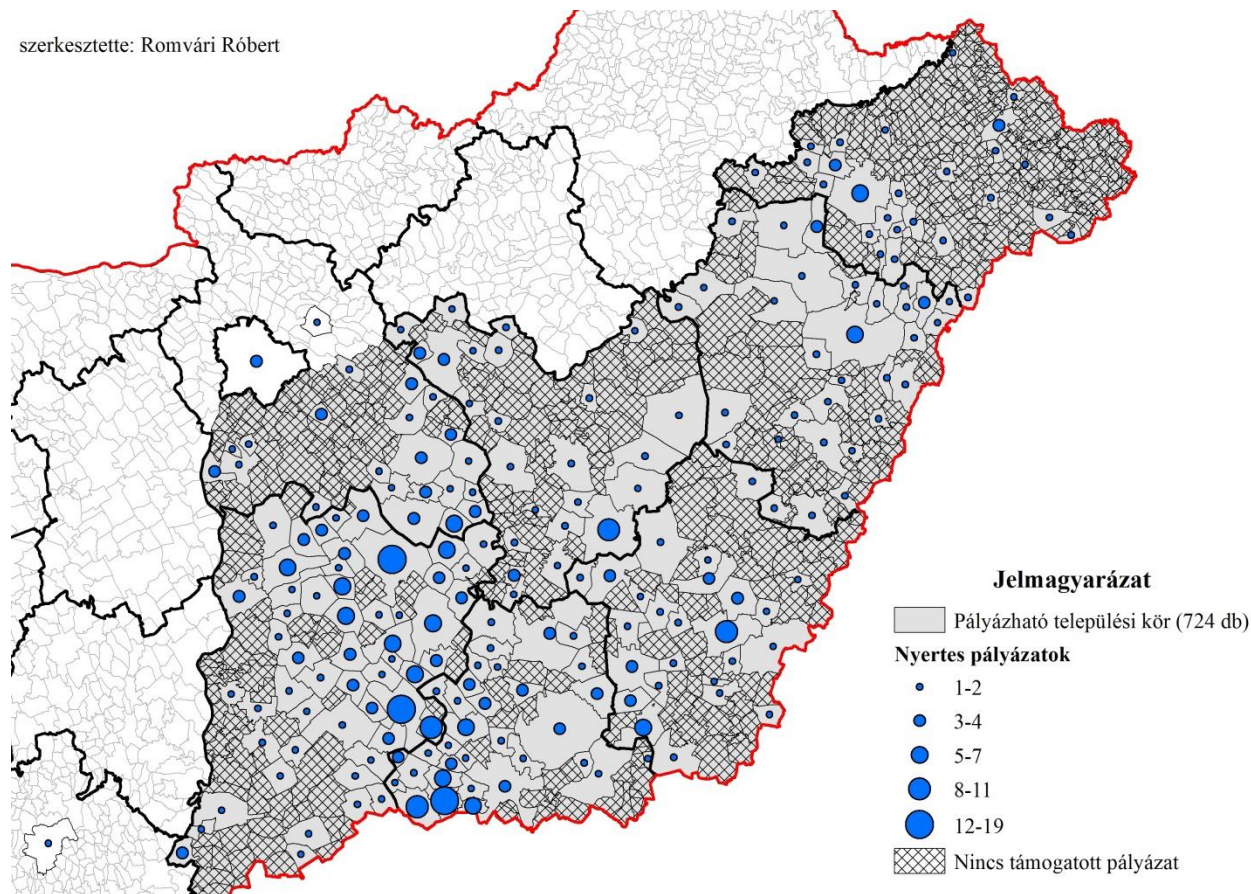 szerkesztette: Romvári Róbert
Jelmagyarázat
Pályázható települési kör (724 db)
Nyertes pályázatok
1-2
3-4
5-7
8-11
12-19
Nincs támogatott pályázat